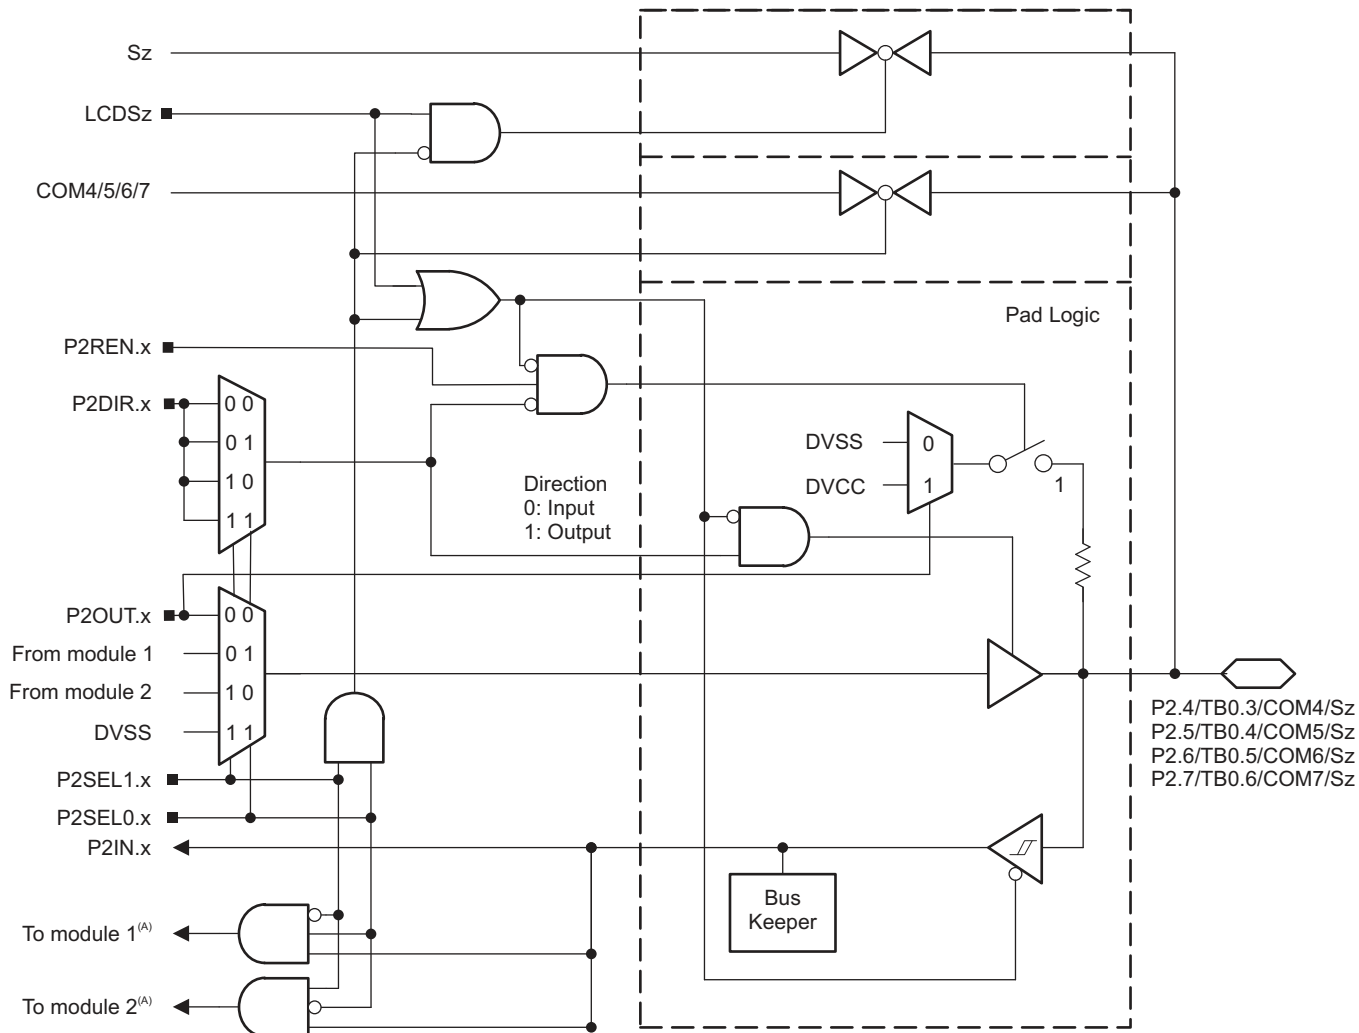 Sz
LCDSz
COM4/5/6/7
Pad Logic
P2REN.x
P2DIR.x
0 0
0 1
1 0
1 1
Direction
0: Input
1: Output
DVSS
DVCC
0
1
1
P2OUT.x
From module 1
From module 2
DVSS
0 0
0 1
1 0
1 1
P2SEL1.x
P2SEL0.x
P2IN.x
P2.4/TB0.3/COM4/Sz
P2.5/TB0.4/COM5/Sz
P2.6/TB0.5/COM6/Sz
P2.7/TB0.6/COM7/Sz
Bus
Keeper
To module 1(A)
To module 2(A)